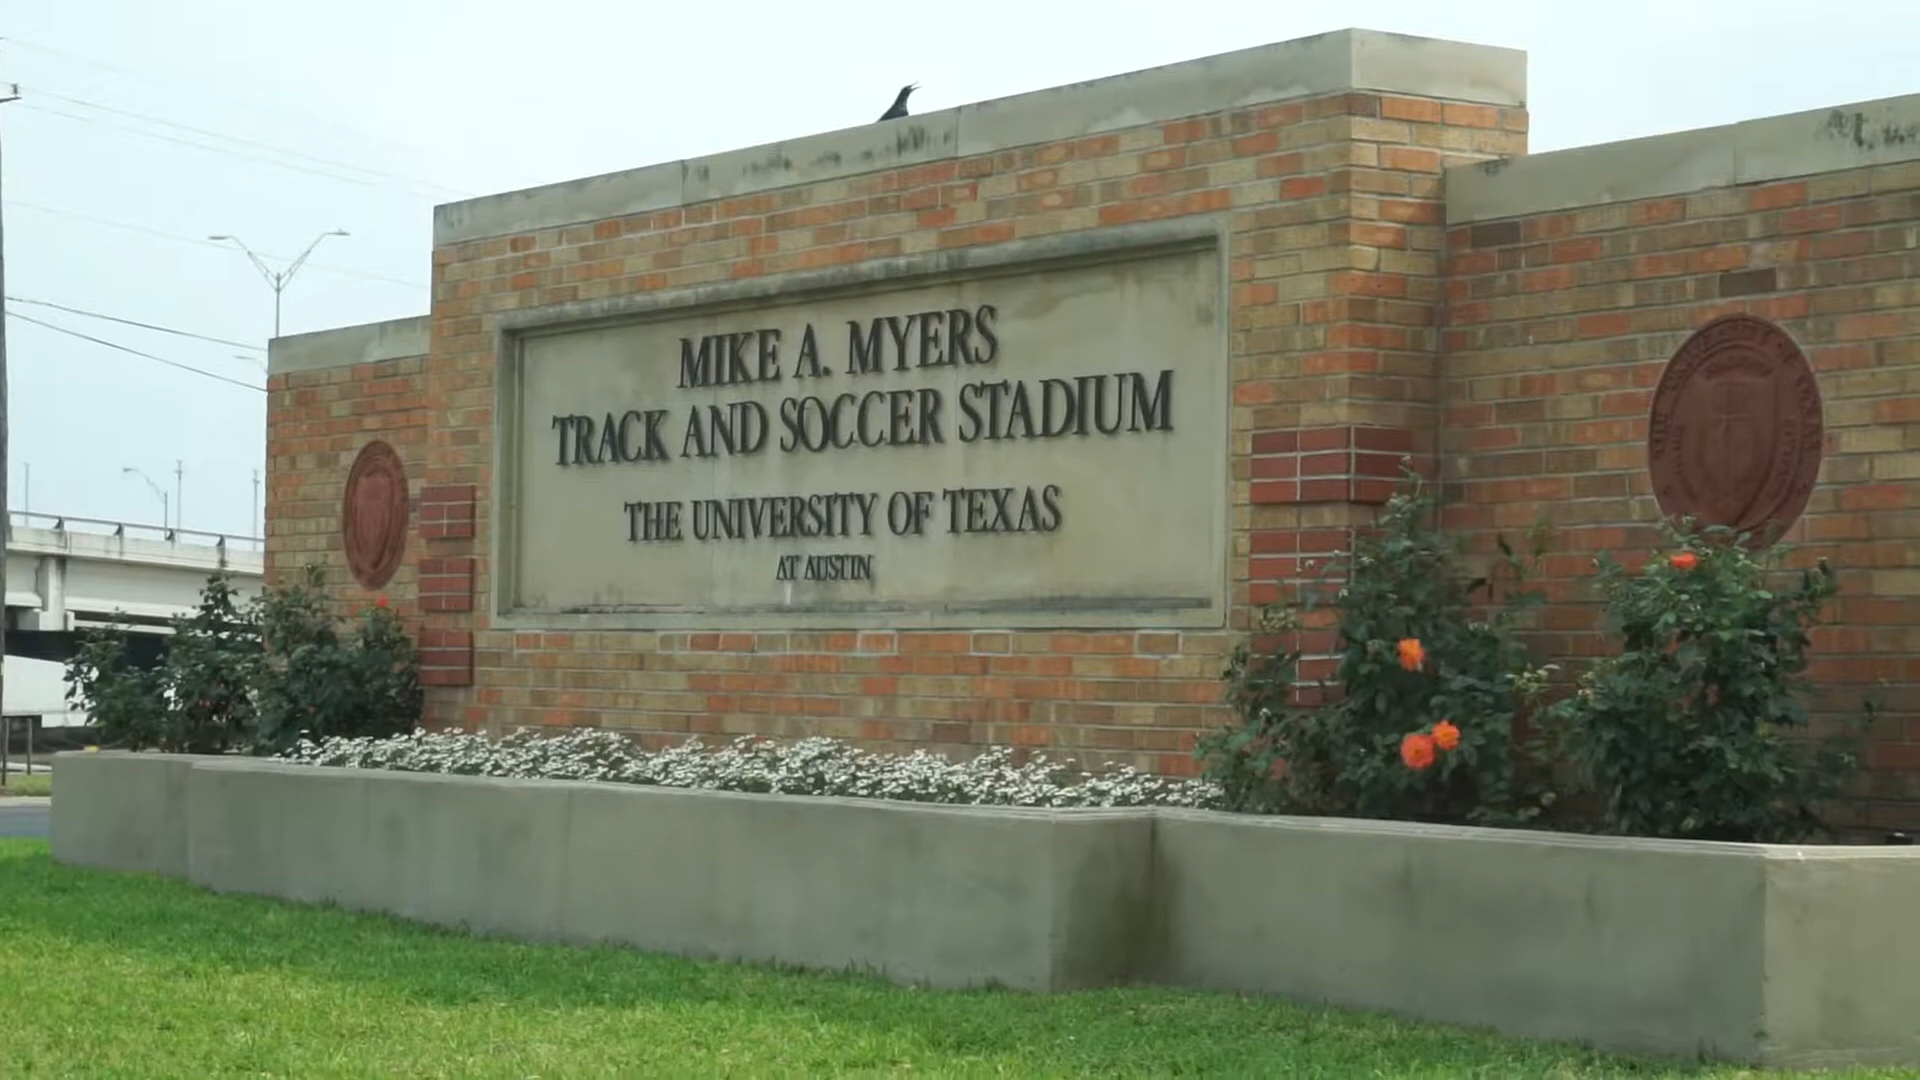 MIKE A. MYERS
TRACK AND SOCCER STADIUM
THE UNIVERSITY OF TEXAS
AT AUSTIN